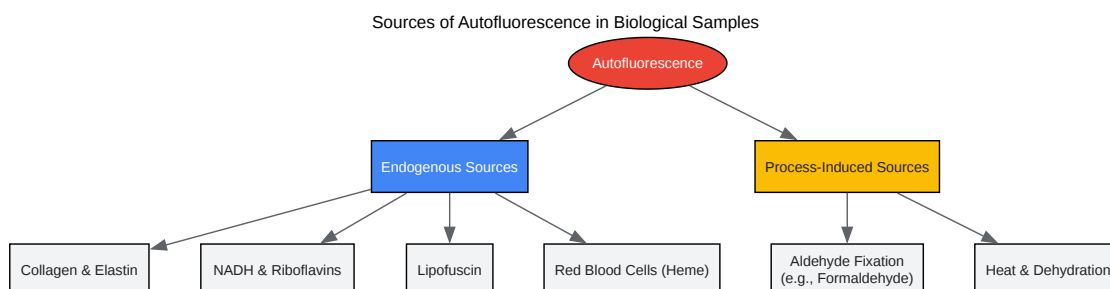 Sources of Autofluorescence in Biological Samples
Autofluorescence
Endogenous Sources
Process-Induced Sources
Collagen & Elastin
NADH & Riboflavins
Lipofuscin
Red Blood Cells (Heme)
Aldehyde Fixation
(e.g., Formaldehyde)
Heat & Dehydration